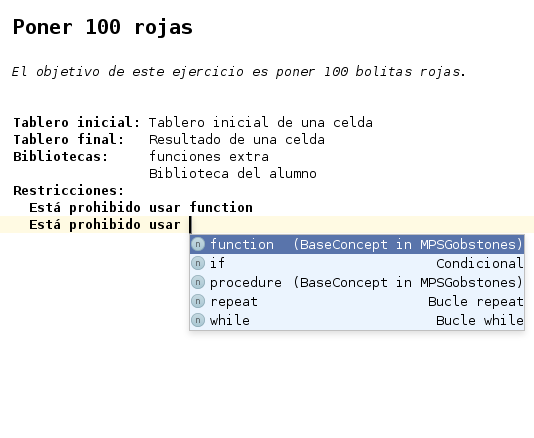 Poner 100 rojas
El objetivo de este ejercicio es poner 100 bolitas rojas.
Tablero inicial: Tablero inicial de una celda
Tablero final: Resultado de una celda
Bibliotecas: funciones extra
Biblioteca del alumno
Restricciones:
Está prohibido usar function
Está prohibido usar
n function (BaseConcept in MPSGobstones)
n if Condicional
n procedure (BaseConcept in MPSGobstones)
n repeat Bucle repeat
n while Bucle while